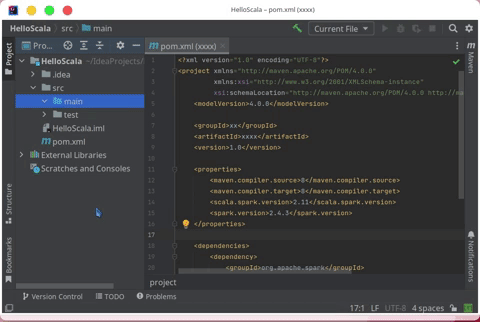 HelloScala – pom.xml (xxxx)
HelloScala
src
main
Current File
Project
Pro...
pom.xml (xxxx)
Maven
HelloScala ~/IdeaProjects/
.idea
src
main
test
HelloScala.iml
pom.xml
External Libraries
Scratches and Consoles
Structure
Bookmarks
1 <?xml version="1.0" encoding="UTF-8"?>
2 <project xmlns="http://maven.apache.org/POM/4.0.0"
3 xmlns:xsi="http://www.w3.org/2001/XMLSchema-instance"
4 xsi:schemaLocation="http://maven.apache.org/POM/4.0.0 http://ma
5 <modelVersion>4.0.0</modelVersion>
6
7 <groupId>xx</groupId>
8 <artifactId>xxxx</artifactId>
9 <version>1.0</version>
10
11 <properties>
12 <maven.compiler.source>8</maven.compiler.source>
13 <maven.compiler.target>8</maven.compiler.target>
14 <scala.spark.version>2.11</scala.spark.version>
15 <spark.version>2.4.3</spark.version>
16 </properties>
17
18 <dependencies>
19 <dependency>
20 <groupId>org.apache.spark</groupId>
project
Notifications
Version Control
TODO
Problems
17:1 LF UTF-8 4 spaces